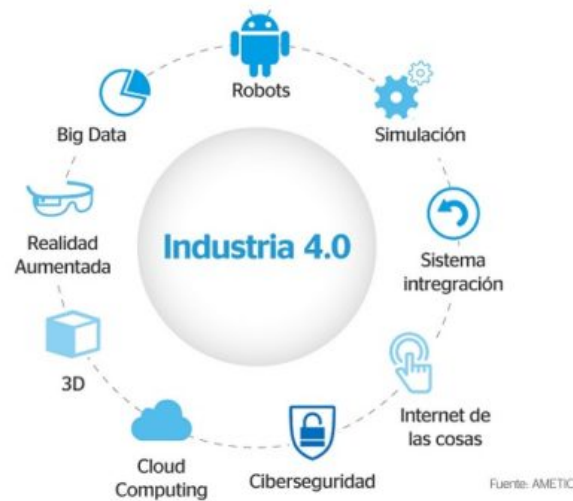 Robots
Big Data
Simulación
Industria 4.0
Realidad
Aumentada
Sistema
intregración
3D
Internet de
las cosas
Cloud
Computing
Ciberseguridad
Fuente: AMETIC